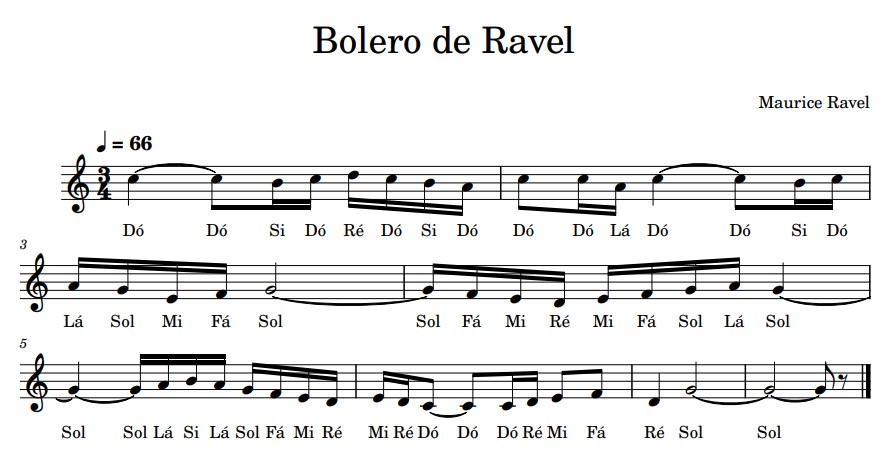 Bolero de Ravel
Maurice Ravel
= 66
3
4
Dó Dó Si Dó Ré Dó Si Dó Dó Dó Lá Dó Dó Si Dó
3
Lá Sol Mi Fá Sol Sol Fá Mi Ré Mi Fá Sol Lá Sol
5
Sol Sol Lá Si Lá Sol Fá Mi Ré Mi Ré Dó Dó Dó Ré Mi Fá Ré Sol Sol